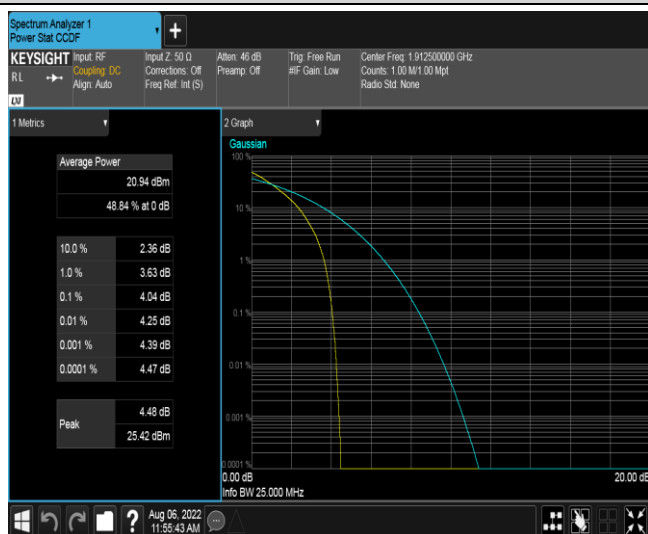 Spectrum Analyzer 1
Power Stat CCDF
KEYSIGHT
RL
LXI
Input: RF
Coupling: DC
Align: Auto
Input Z: 50 Ω
Corrections: Off
Freq Ref: Int (S)
Atten: 46 dB
Preamp: Off
Trig: Free Run
#IF Gain: Low
Center Freq: 1.912500000 GHz
Counts: 1.00 M/1.00 Mpt
Radio Std: None
1 Metrics
Average Power
20.94 dBm
48.84 % at 0 dB
10.0 % 2.36 dB
1.0 % 3.63 dB
0.1 % 4.04 dB
0.01 % 4.25 dB
0.001 % 4.39 dB
0.0001 % 4.47 dB
Peak
4.48 dB
25.42 dBm
2 Graph
Gaussian
100 %
10 %
1 %
0.1 %
0.01 %
0.001 %
0.0001 %
0.00 dB
20.00 dB
Info BW 25.000 MHz
?
Aug 06, 2022
11:55:43 AM